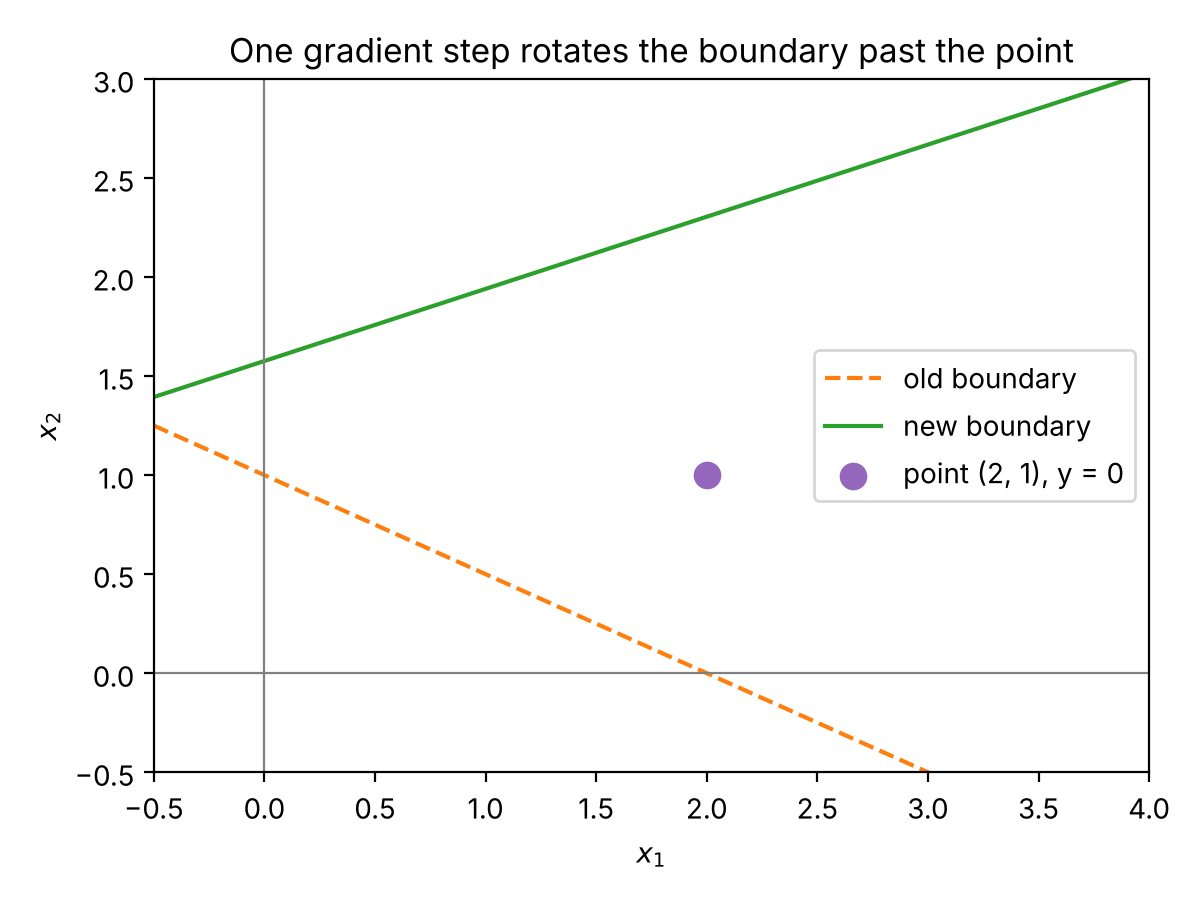 One gradient step rotates the boundary past the point
3.0
2.5
2.0
1.5
1.0
0.5
0.0
−0.5
x₂
old boundary
new boundary
point (2, 1), y = 0
−0.5 0.0 0.5 1.0 1.5 2.0 2.5 3.0 3.5 4.0
x₁